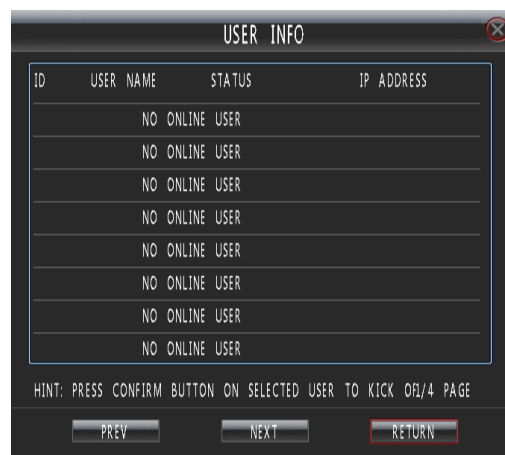 USER INFO
ID USER NAME STATUS IP ADDRESS
NO ONLINE USER
NO ONLINE USER
NO ONLINE USER
NO ONLINE USER
NO ONLINE USER
NO ONLINE USER
NO ONLINE USER
NO ONLINE USER
HINT: PRESS CONFIRM BUTTON ON SELECTED USER TO KICK OF1/4 PAGE
PREV NEXT RETURN